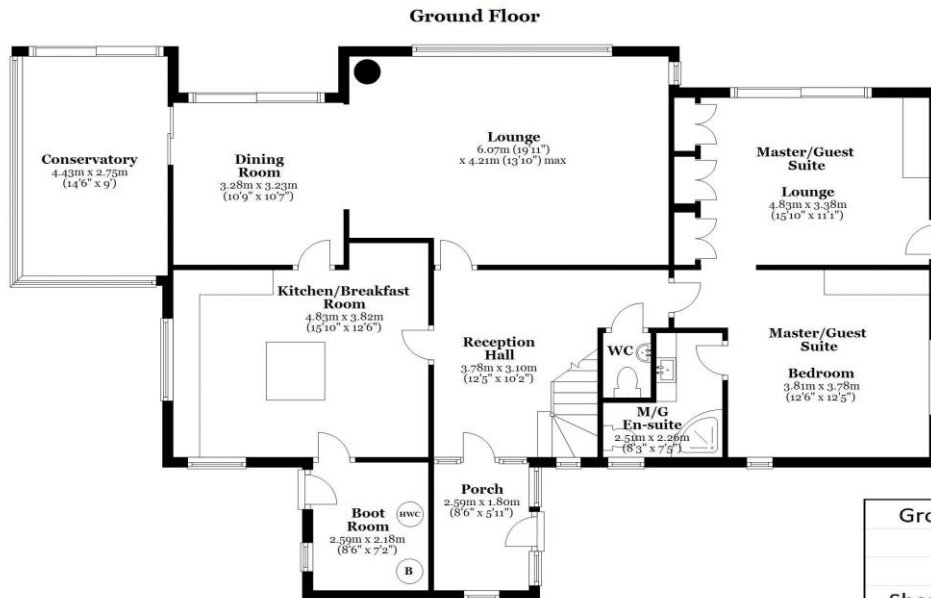 Ground Floor
Conservatory
4.43m x 2.75m
(14'6" x 9')
Dining
Room
3.28m x 3.23m
(10'9" x 10'7")
Lounge
6.07m (19'11")
x 4.21m (13'10") max
Master/Guest
Suite
Lounge
4.83m x 3.38m
(15'10" x 11'1")
Kitchen/Breakfast
Room
4.83m x 3.82m
(15'10" x 12'6")
Reception
Hall
3.78m x 3.10m
(12'5" x 10'2")
WC
M/G
En-suite
2.51m x 2.26m
(8'3" x 7'5")
Master/Guest
Suite
Bedroom
3.81m x 3.78m
(12'6" x 12'5")
Boot
Room
2.59m x 2.18m
(8'6" x 7'2")
HWC
B
Porch
2.59m x 1.80m
(8'6" x 5'11")
Gro